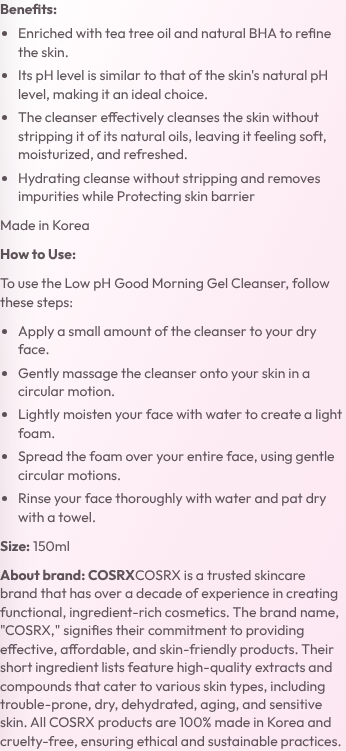 Benefits:
• Enriched with tea tree oil and natural BHA to refine
the skin.
• Its pH level is similar to that of the skin's natural pH
level, making it an ideal choice.
• The cleanser effectively cleanses the skin without
stripping it of its natural oils, leaving it feeling soft,
moisturized, and refreshed.
• Hydrating cleanse without stripping and removes
impurities while Protecting skin barrier
Made in Korea
How to Use:
To use the Low pH Good Morning Gel Cleanser, follow
these steps:
• Apply a small amount of the cleanser to your dry
face.
• Gently massage the cleanser onto your skin in a
circular motion.
• Lightly moisten your face with water to create a light
foam.
• Spread the foam over your entire face, using gentle
circular motions.
• Rinse your face thoroughly with water and pat dry
with a towel.
Size: 150ml
About brand: COSRXCOSRX is a trusted skincare
brand that has over a decade of experience in creating
functional, ingredient-rich cosmetics. The brand name,
"COSRX," signifies their commitment to providing
effective, affordable, and skin-friendly products. Their
short ingredient lists feature high-quality extracts and
compounds that cater to various skin types, including
trouble-prone, dry, dehydrated, aging, and sensitive
skin. All COSRX products are 100% made in Korea and
cruelty-free, ensuring ethical and sustainable practices.